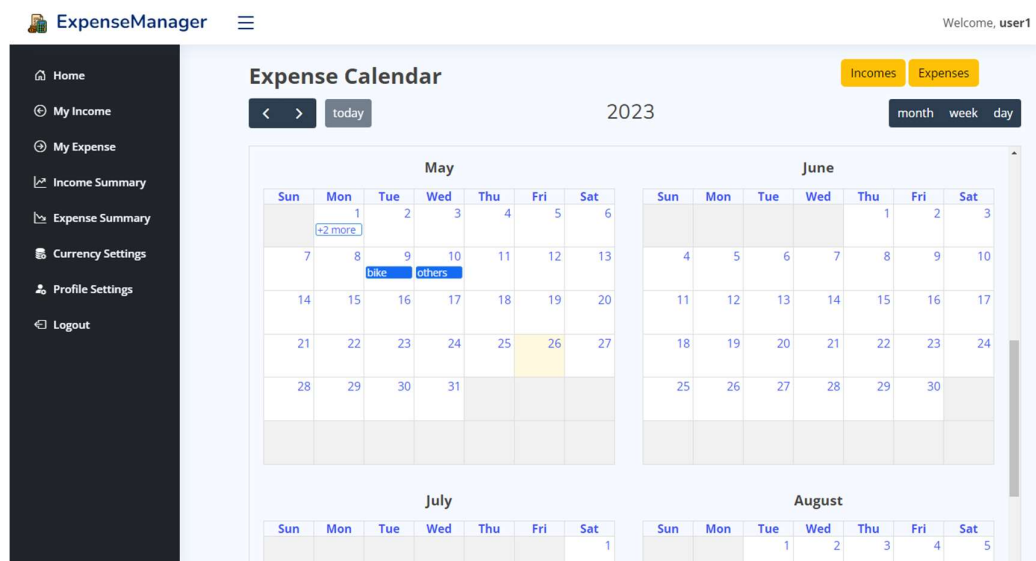 ExpenseManager
Welcome, user1
Home
My Income
My Expense
Income Summary
Expense Summary
Currency Settings
Profile Settings
Logout
Expense Calendar
Incomes Expenses
today
2023
month week day
May
Sun Mon Tue Wed Thu Fri Sat
1 2 3 4 5 6
+2 more
7 8 9 10 11 12 13
bike others
14 15 16 17 18 19 20
21 22 23 24 25 26 27
28 29 30 31
June
Sun Mon Tue Wed Thu Fri Sat
1 2 3
4 5 6 7 8 9 10
11 12 13 14 15 16 17
18 19 20 21 22 23 24
25 26 27 28 29 30
July
Sun Mon Tue Wed Thu Fri Sat
1
August
Sun Mon Tue Wed Thu Fri Sat
1 2 3 4 5